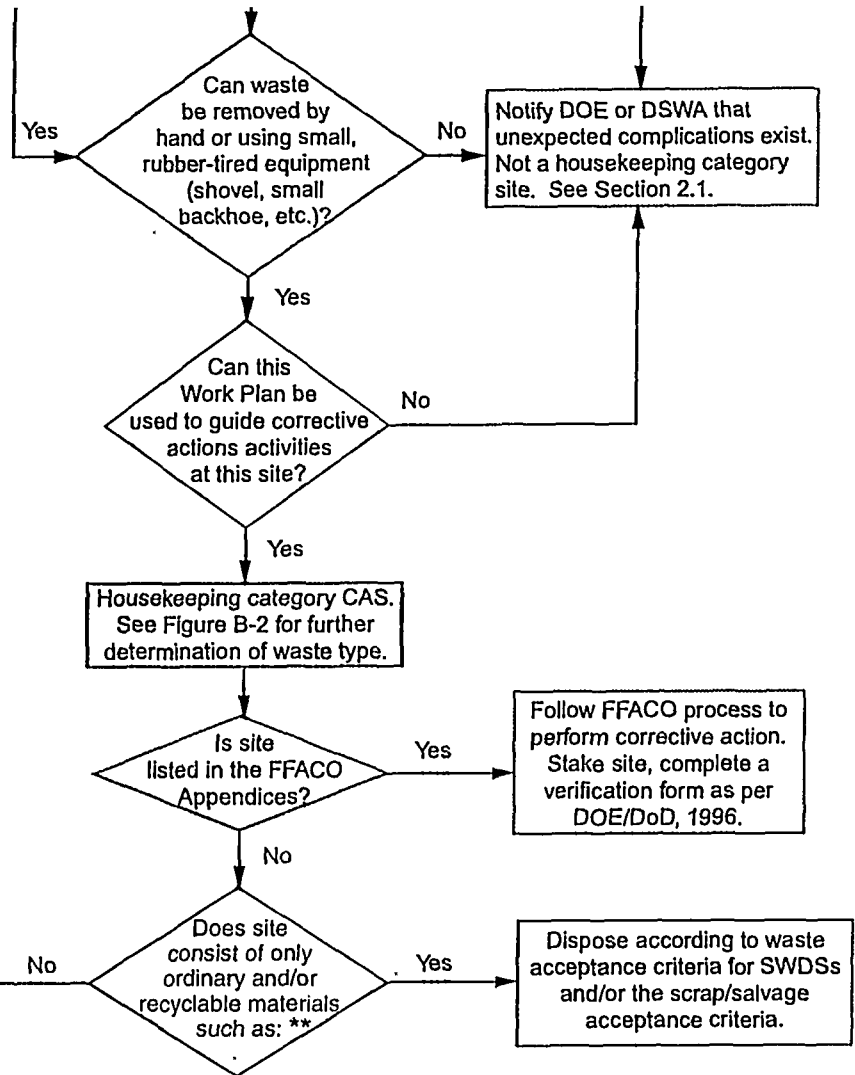 Can waste
be removed by
hand or using small,
rubber-tired equipment
(shovel, small
backhoe, etc.)?
Yes
No
Notify DOE or DSWA that
unexpected complications exist.
Not a housekeeping category
site. See Section 2.1.
Yes
Can this
Work Plan be
used to guide corrective
actions activities
at this site?
No
Yes
Housekeeping category CAS.
See Figure B-2 for further
determination of waste type.
Is site
listed in the FFACO
Appendices?
Yes
Follow FFACO process to
perform corrective action.
Stake site, complete a
verification form as per
DOE/DoD, 1996.
No
Does site
consist of only
ordinary and/or
recyclable materials
such as: **
No
Yes
Dispose according to waste
acceptance criteria for SWDSs
and/or the scrap/salvage
acceptance criteria.